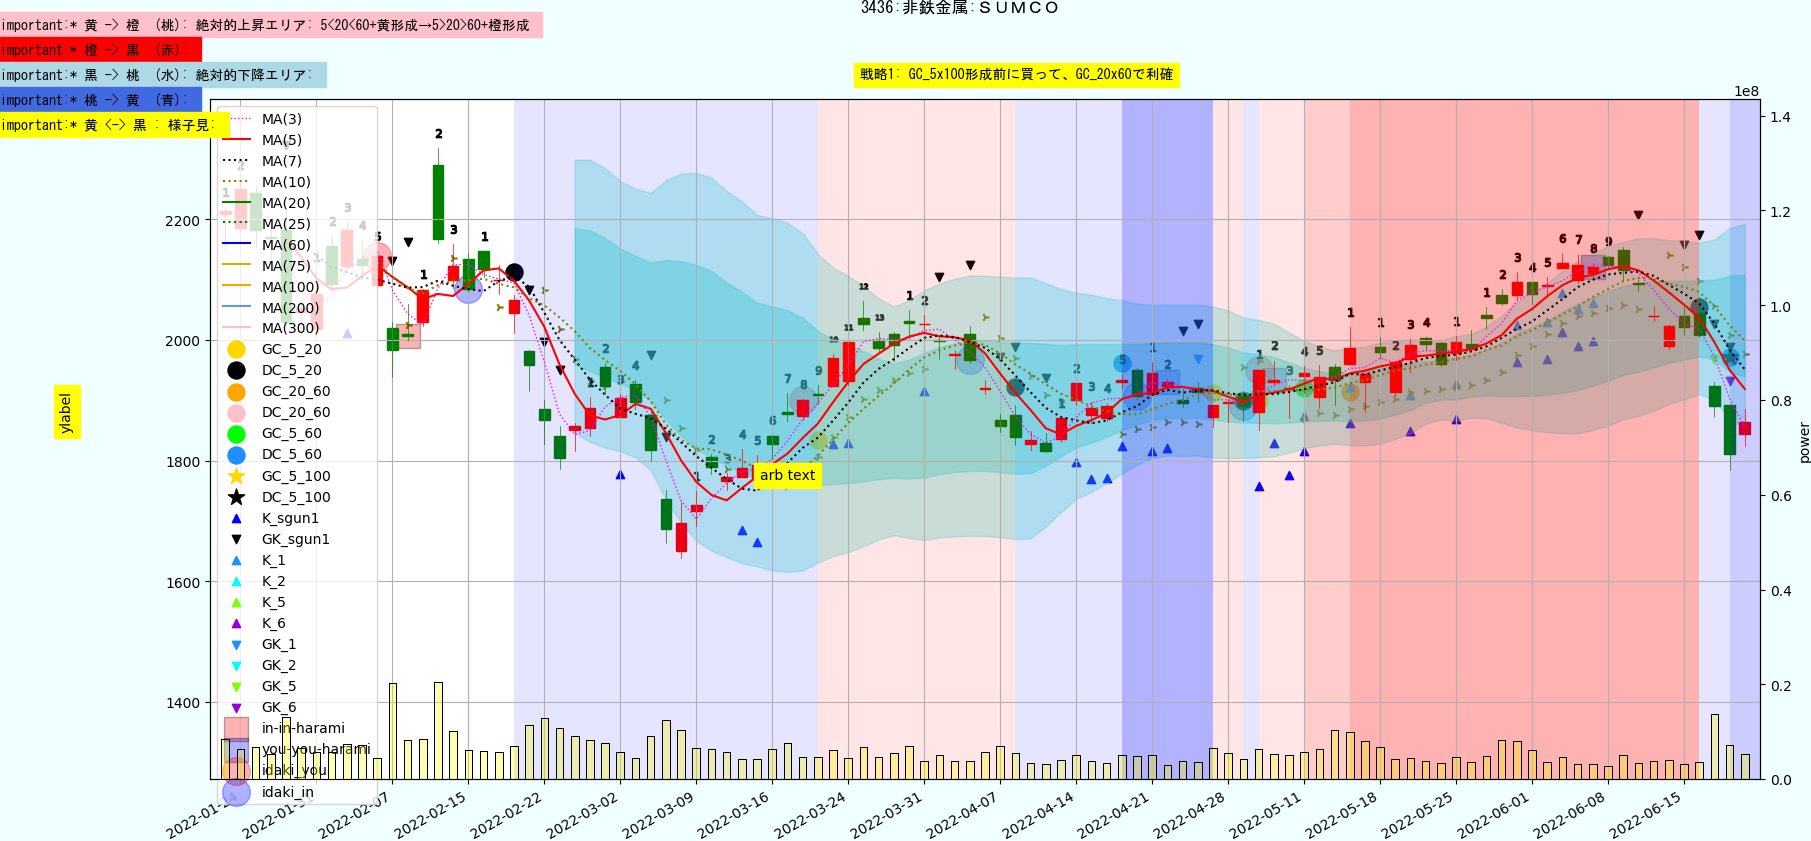 3436:非鉄金属:ＳＵＭＣＯ
important:* 黄 -> 橙 （桃）: 絶対的上昇エリア: 5<20<60+黄形成→5>20>60+橙形成
important:* 橙 -> 黒 （赤）:
important:* 黒 -> 桃 （水）: 絶対的下降エリア:
戦略1: GC_5x100形成前に買って、GC_20x60で利確
important:* 桃 -> 黄 （青）:
important:* 黄 <-> 黒 : 様子見:
1e8
MA(3)
MA(5)
MA(7)
MA(10)
MA(20)
MA(25)
MA(60)
MA(75)
MA(100)
MA(200)
MA(300)
GC_5_20
DC_5_20
GC_20_60
DC_20_60
GC_5_60
DC_5_60
GC_5_100
DC_5_100
K_sgun1
GK_sgun1
K_1
K_2
K_5
K_6
GK_1
GK_2
GK_5
GK_6
in-in-harami
you-you-harami
idaki_you
idaki_in
arb text
ylabel
power
2200
2000
1800
1600
1400
1.4
1.2
1.0
0.8
0.6
0.4
0.2
0.0
2022-01-24
2022-01-31
2022-02-07
2022-02-15
2022-02-22
2022-03-02
2022-03-09
2022-03-16
2022-03-24
2022-03-31
2022-04-07
2022-04-14
2022-04-21
2022-04-28
2022-05-11
2022-05-18
2022-05-25
2022-06-01
2022-06-08
2022-06-15